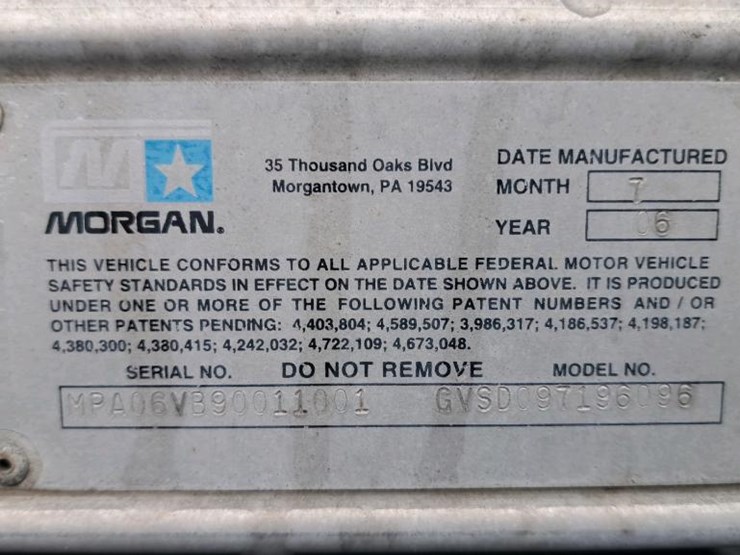 M
35 Thousand Oaks Blvd
Morgantown, PA 19543
DATE MANUFACTURED
MONTH 7
YEAR 06
MORGAN.
THIS VEHICLE CONFORMS TO ALL APPLICABLE FEDERAL MOTOR VEHICLE
SAFETY STANDARDS IN EFFECT ON THE DATE SHOWN ABOVE. IT IS PRODUCED
UNDER ONE OR MORE OF THE FOLLOWING PATENT NUMBERS AND / OR
OTHER PATENTS PENDING: 4,403,804; 4,589,507; 3,986,317; 4,186,537; 4,198,187;
4,380,300; 4,380,415; 4,242,032; 4,722,109; 4,673,048.
SERIAL NO. DO NOT REMOVE MODEL NO.
MPA06VB90011001 GVSD097196096